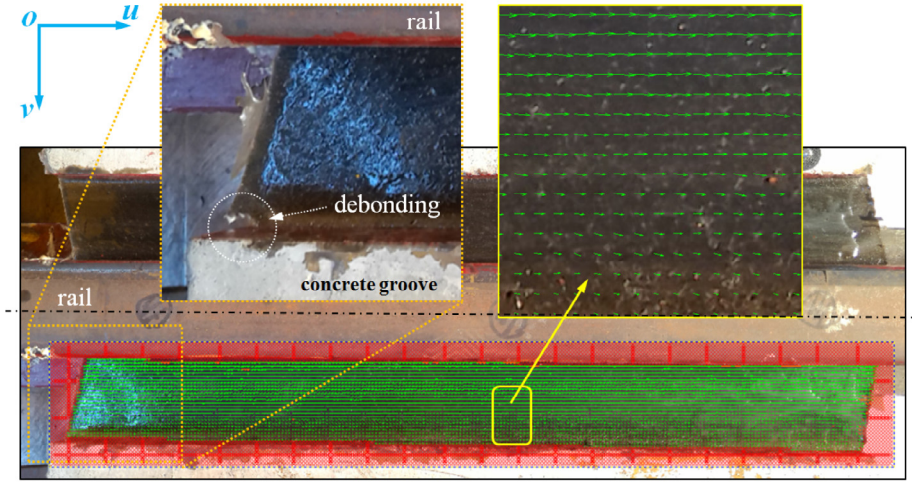 o
u
v
rail
debonding
concrete groove
rail